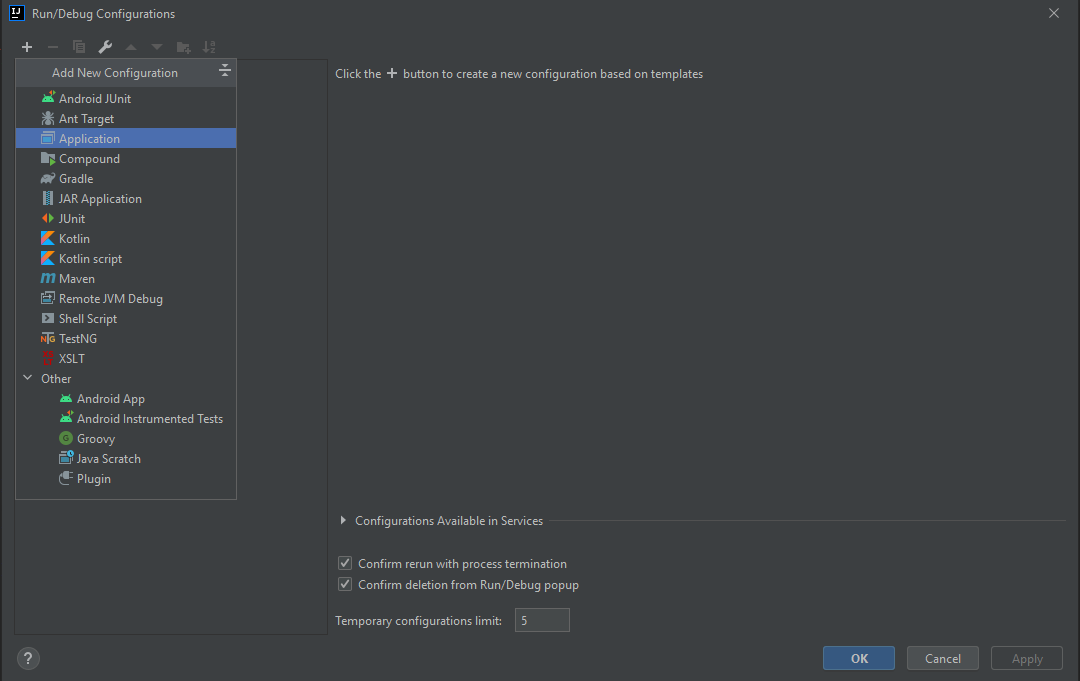 Run/Debug Configurations
Add New Configuration
Click the + button to create a new configuration based on templates
Android JUnit
Ant Target
Application
Compound
Gradle
JAR Application
JUnit
Kotlin
Kotlin script
Maven
Remote JVM Debug
Shell Script
TestNG
XSLT
Other
Android App
Android Instrumented Tests
Groovy
Java Scratch
Plugin
Configurations Available in Services
Confirm rerun with process termination
Confirm deletion from Run/Debug popup
Temporary configurations limit: 5
? OK Cancel Apply